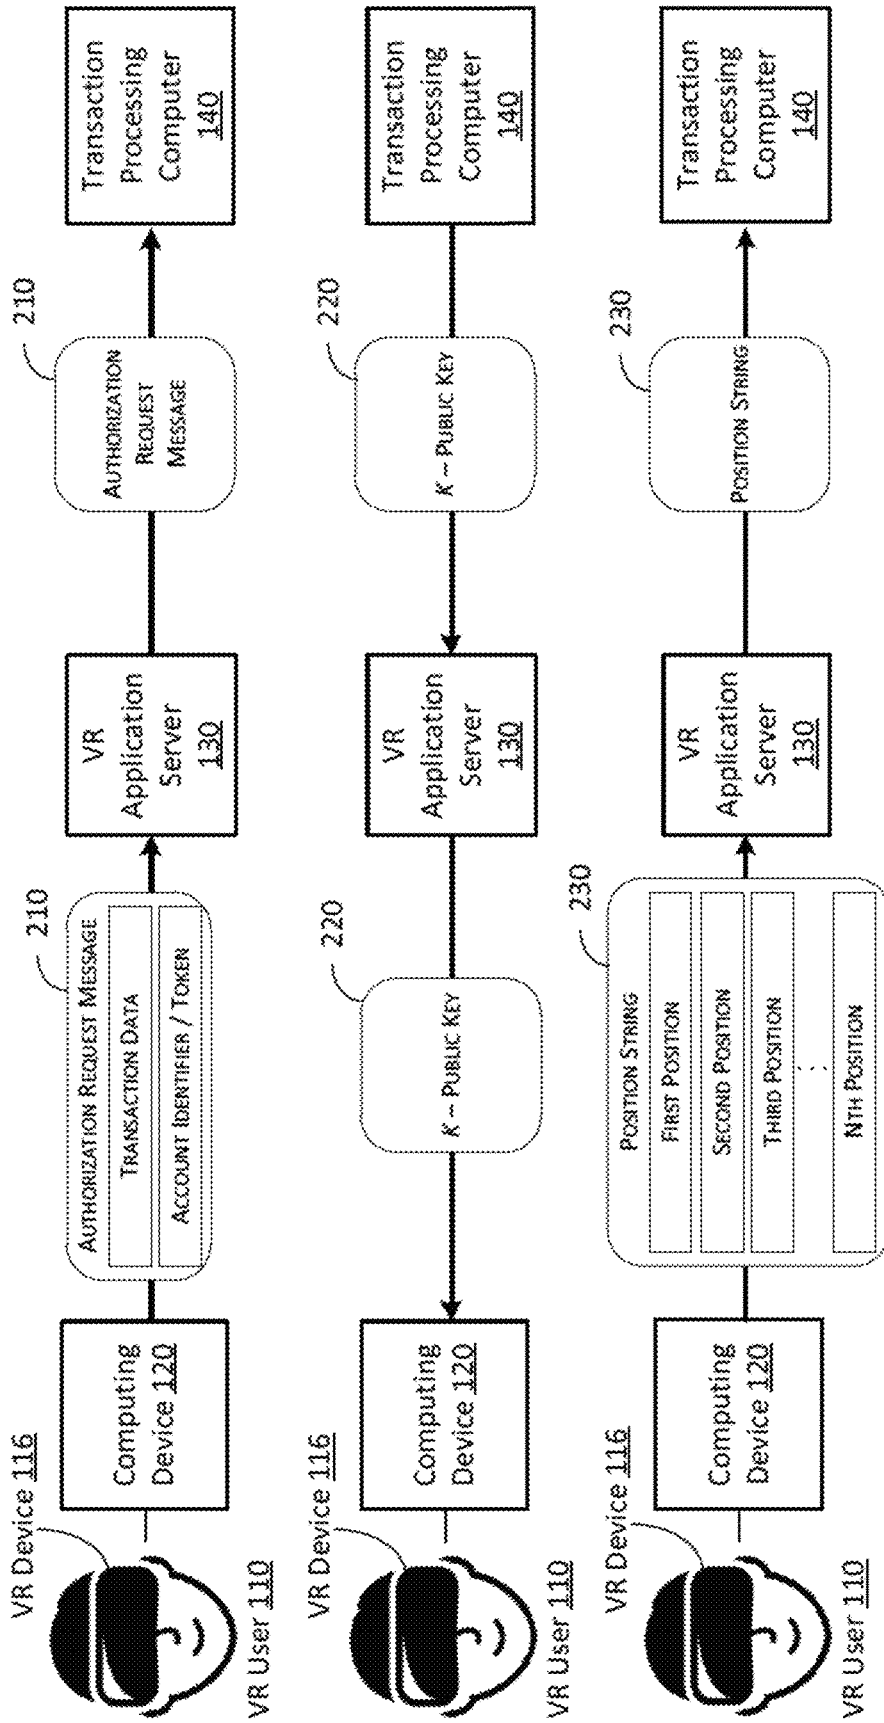 VR Device 116
VR User 110
Computing
Device 120
210
AUTHORIZATION REQUEST MESSAGE
TRANSACTION DATA
ACCOUNT IDENTIFIER / TOKEN
VR
Application
Server
130
210
AUTHORIZATION
REQUEST
MESSAGE
Transaction
Processing
Computer
140
VR Device 116
VR User 110
Computing
Device 120
220
K – PUBLIC KEY
VR
Application
Server
130
220
K – PUBLIC KEY
Transaction
Processing
Computer
140
VR Device 116
VR User 110
Computing
Device 120
230
POSITION STRING
FIRST POSITION
SECOND POSITION
THIRD POSITION
. . .
NTH POSITION
VR
Application
Server
130
230
POSITION STRING
Transaction
Processing
Computer
140